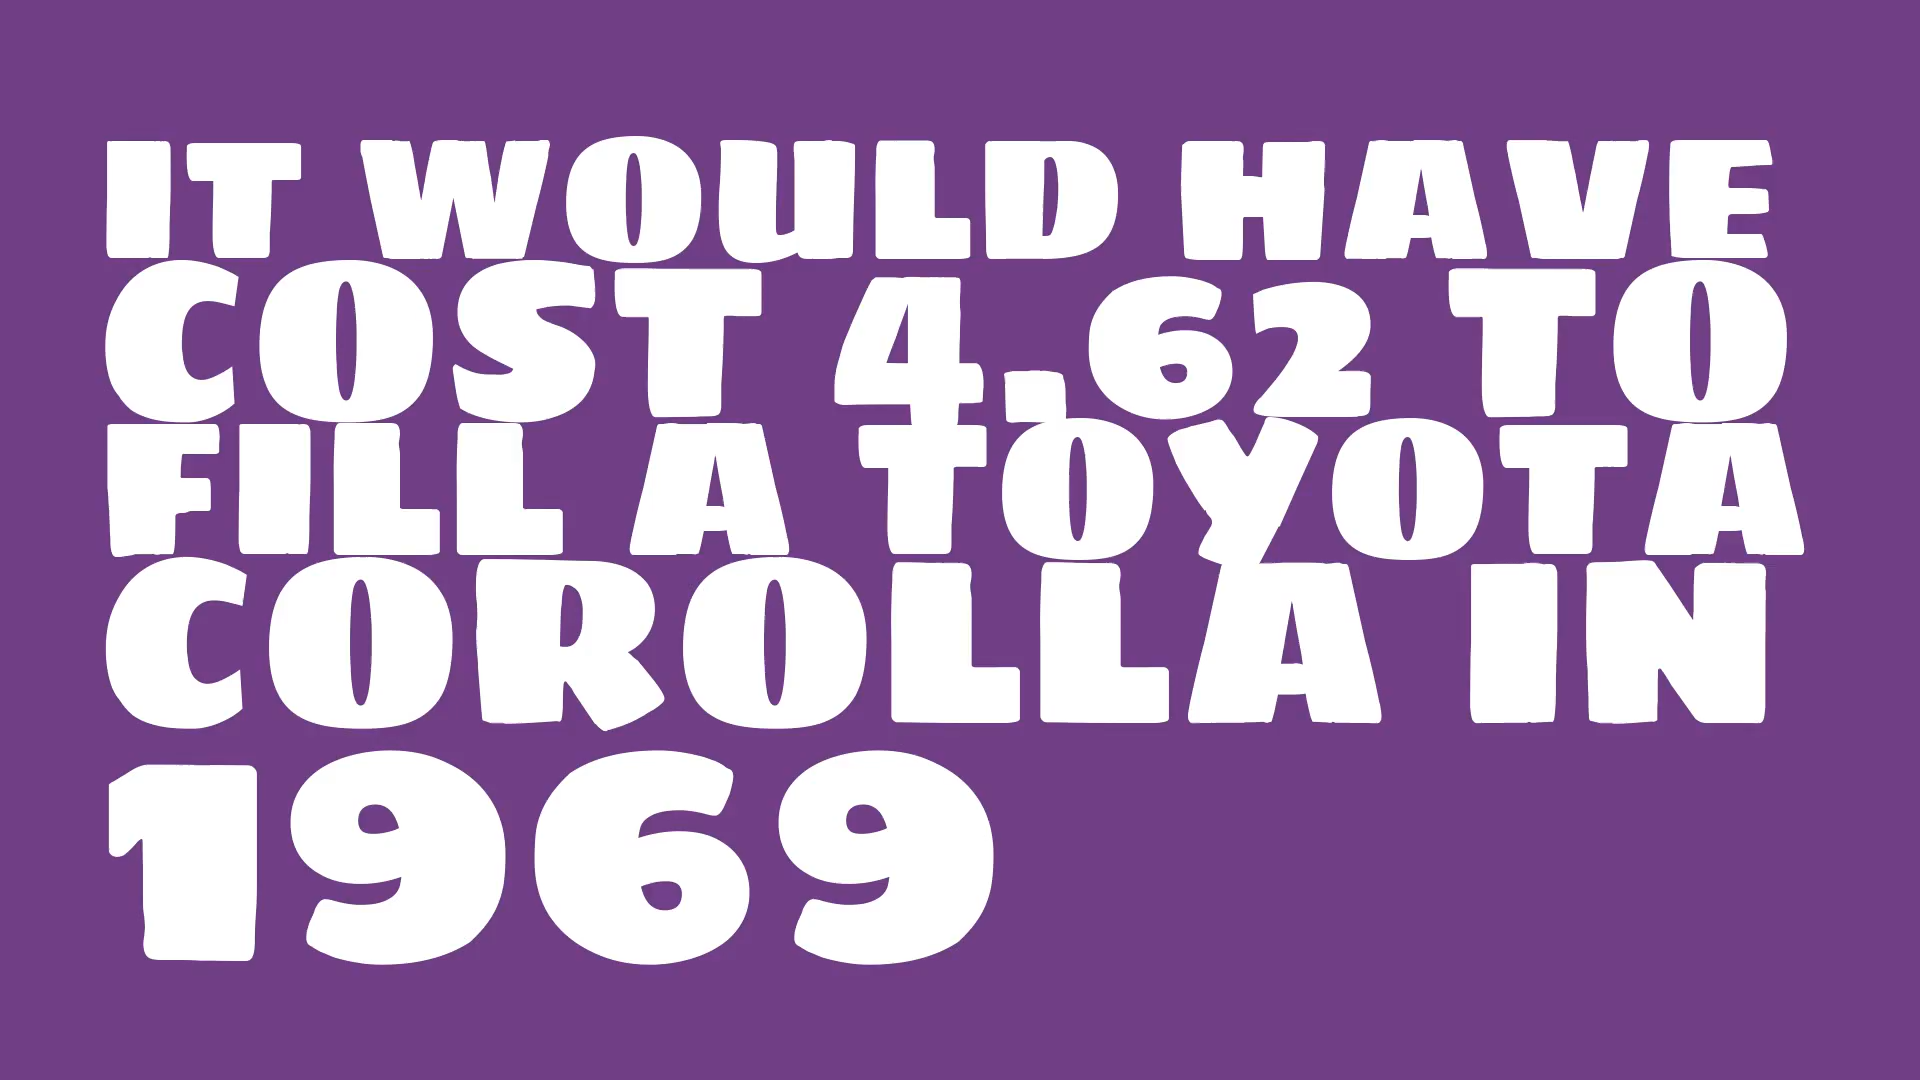 IT WOULD HAVE
COST 4.62 TO
FILL A TOYOTA
COROLLA IN
1969